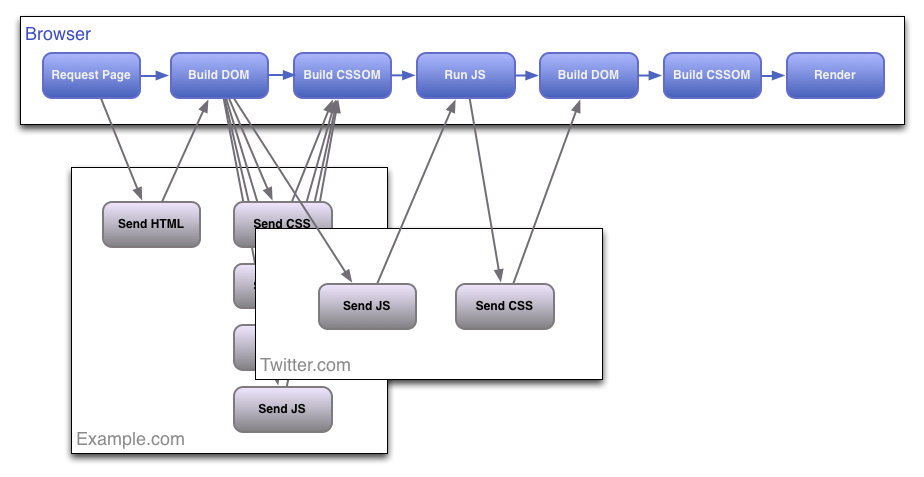 Browser
Request Page
Build DOM
Build CSSOM
Run JS
Build DOM
Build CSSOM
Render
Send HTML
Send CSS
Send JS
Send CSS
Twitter.com
Send JS
Example.com